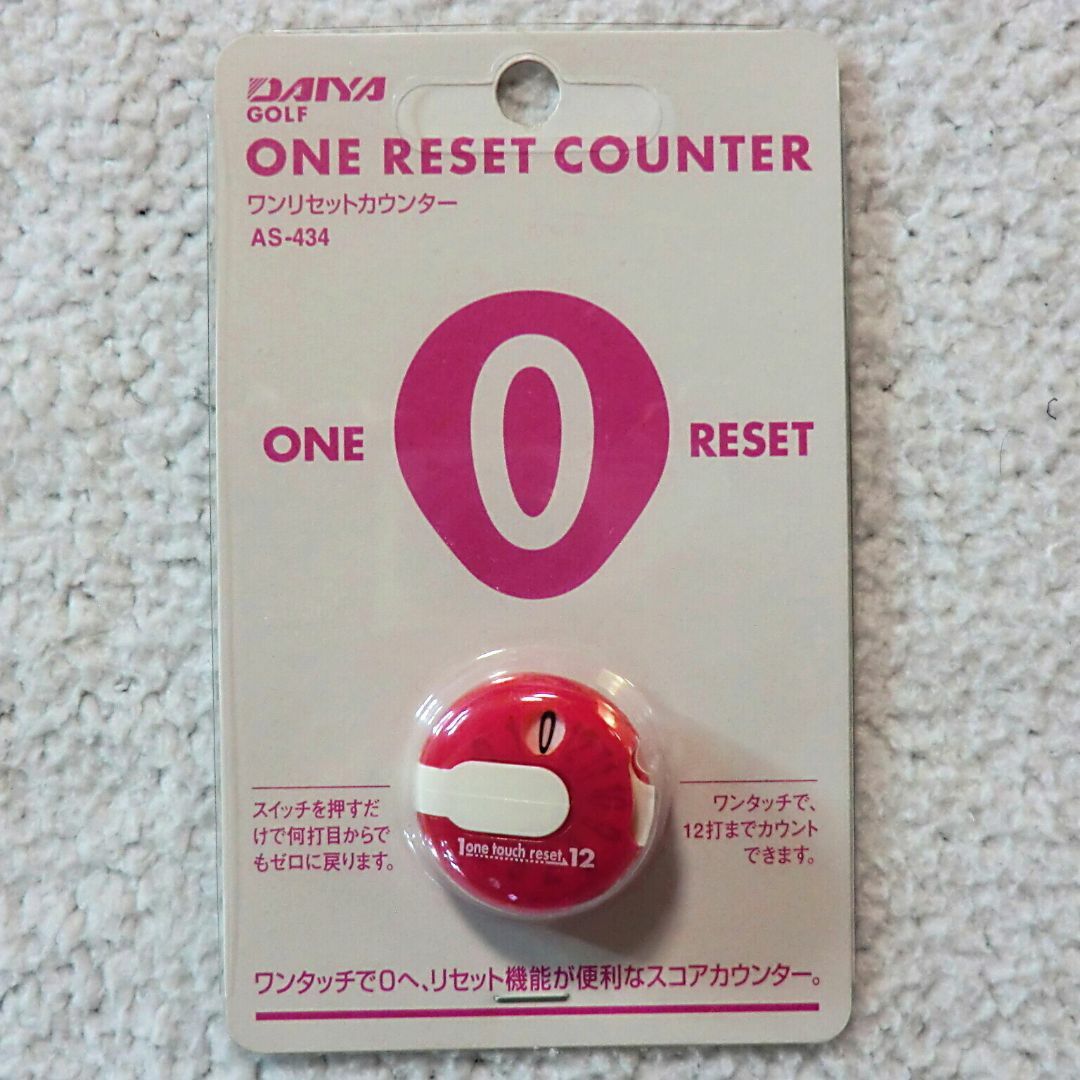 DAIYA
GOLF
ONE RESET COUNTER
ワンリセットカウンター
AS-434
ONE 0 RESET
0
スイッチを押すだ
けで何打目からで
もゼロに戻ります。
ワンタッチで、
12打までカウント
できます。
1one touch reset.12
ワンタッチで0へ、リセット機能が便利なスコアカウンター。